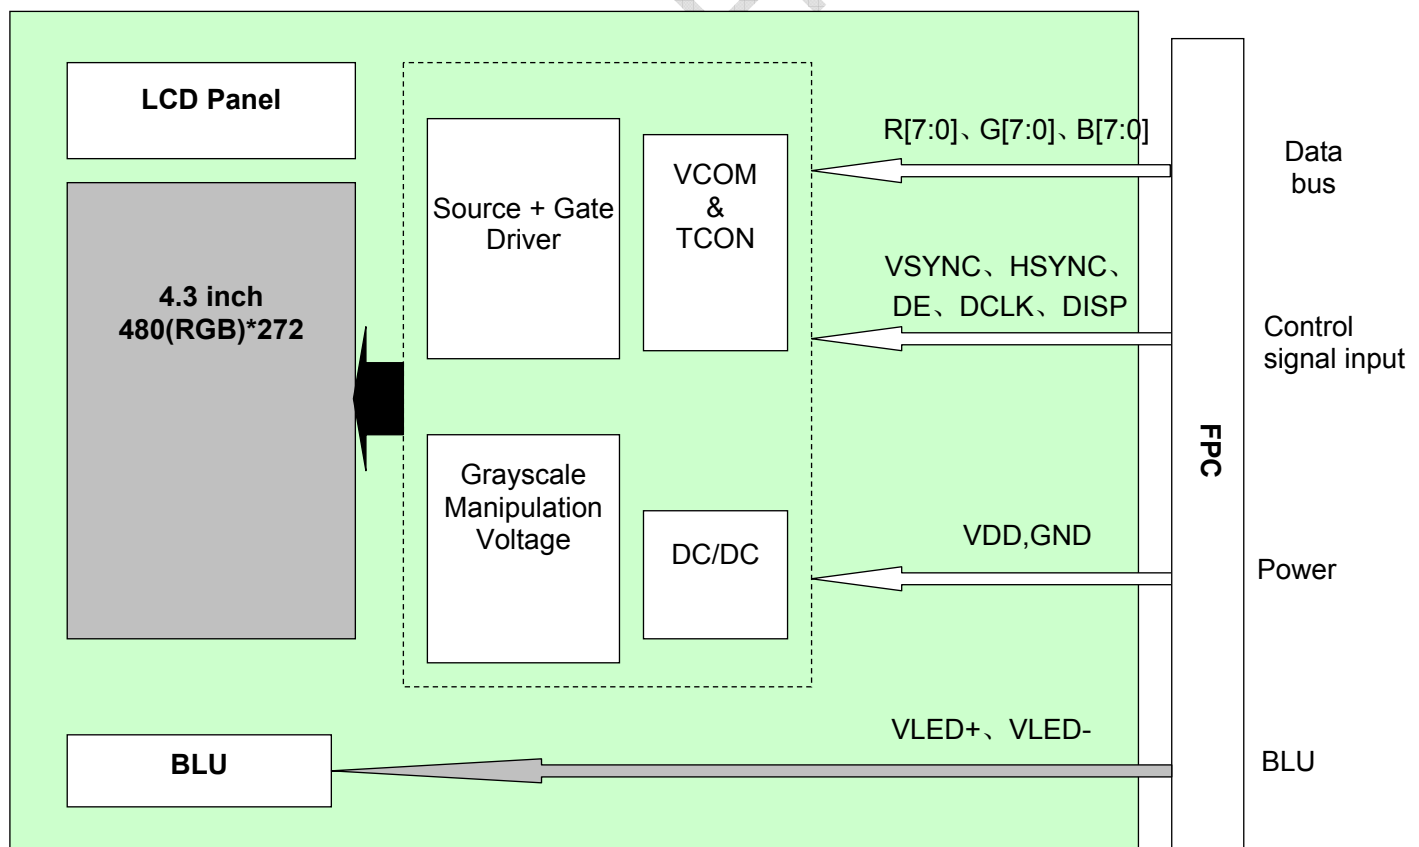 LCD Panel
4.3 inch
480(RGB)*272
Source + Gate
Driver
VCOM
&
TCON
Grayscale
Manipulation
Voltage
DC/DC
BLU
R[7:0]、G[7:0]、B[7:0]
VSYNC、HSYNC、
DE、DCLK、DISP
VDD,GND
VLED+、VLED-
FPC
Data
bus
Control
signal input
Power
BLU